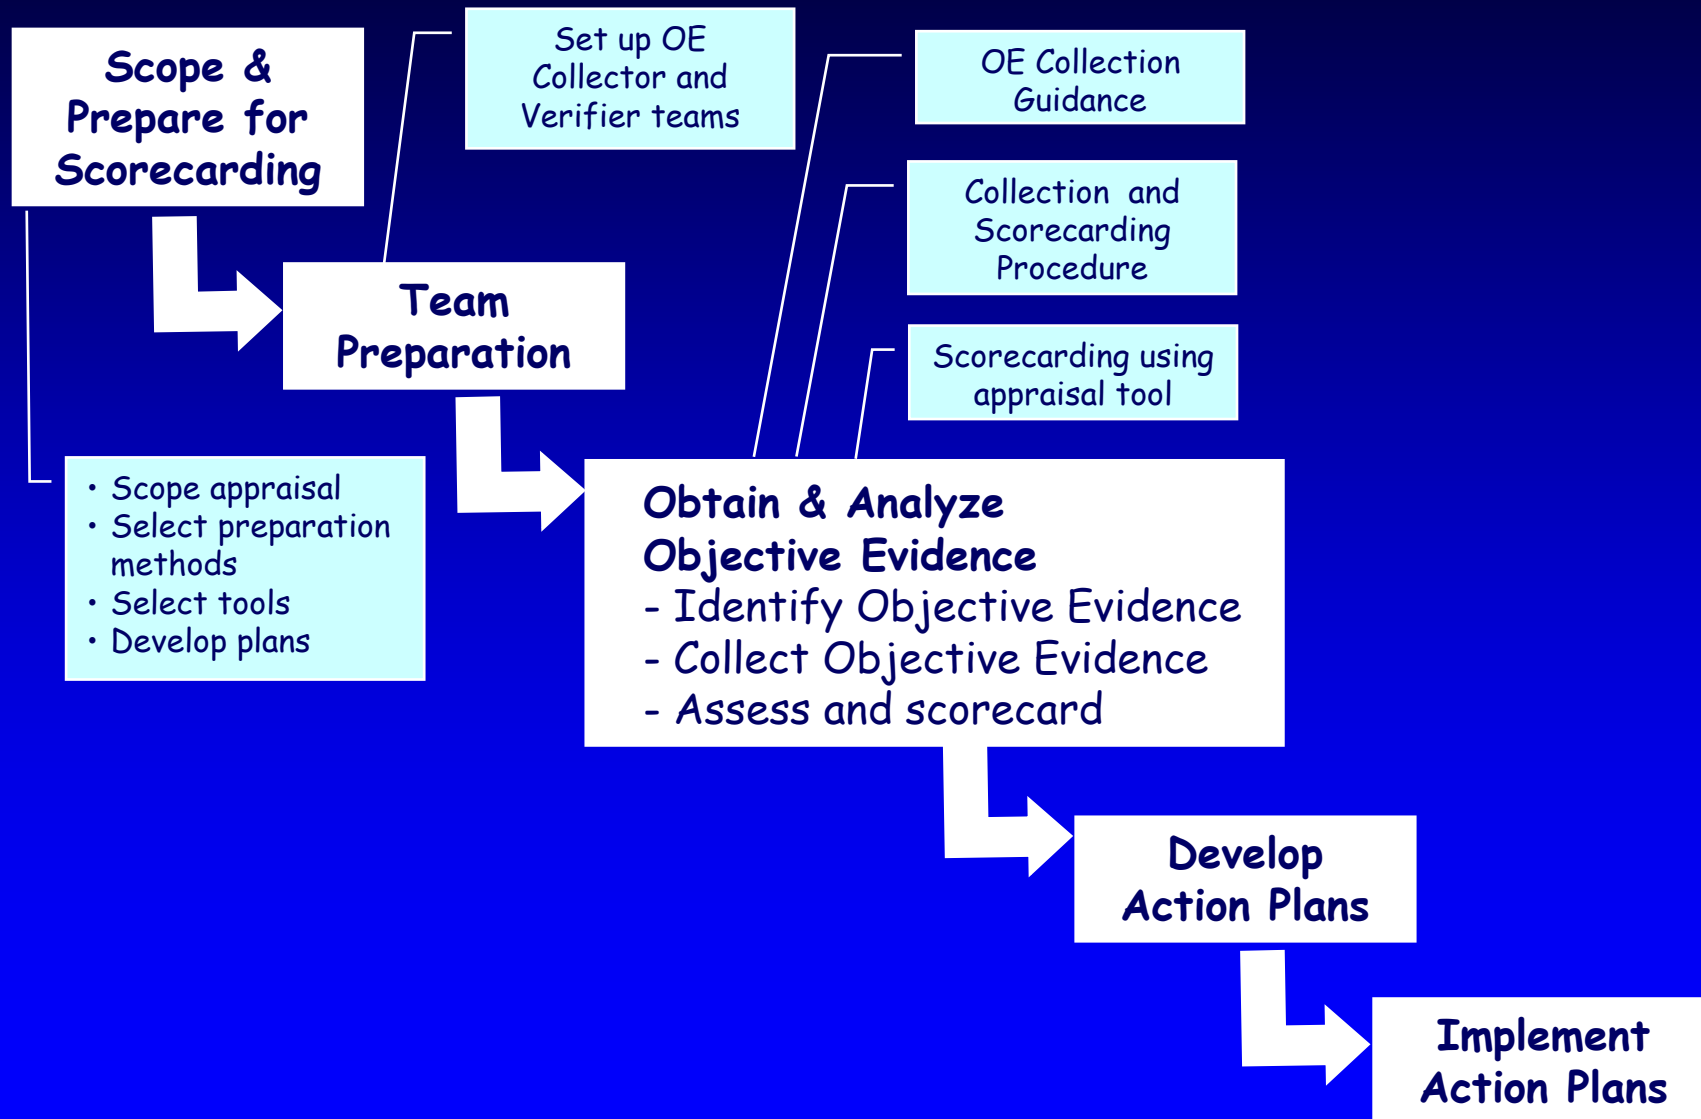 Scope &
Prepare for
Scorecarding
Set up OE
Collector and
Verifier teams
OE Collection
Guidance
Collection and
Scorecarding
Procedure
Team
Preparation
Scorecarding using
appraisal tool
• Scope appraisal
• Select preparation
methods
• Select tools
• Develop plans
Obtain & Analyze
Objective Evidence
- Identify Objective Evidence
- Collect Objective Evidence
- Assess and scorecard
Develop
Action Plans
Implement
Action Plans